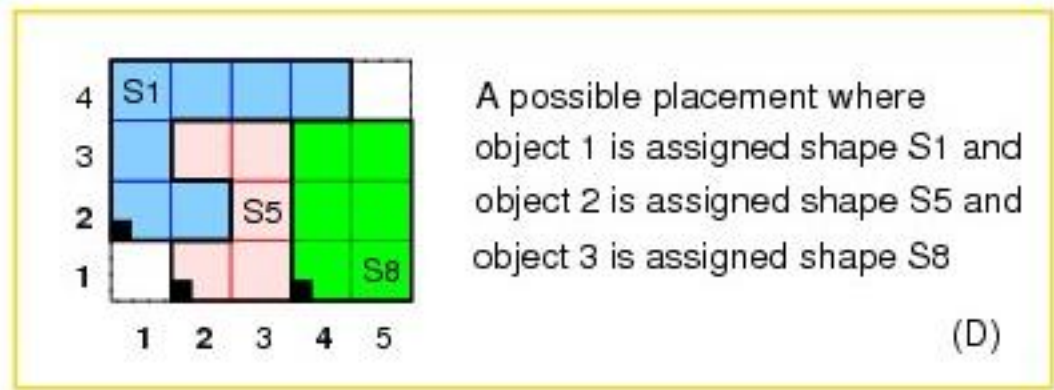 4 S1
3
2 S5
1 S8
1 2 3 4 5
A possible placement where
object 1 is assigned shape S1 and
object 2 is assigned shape S5 and
object 3 is assigned shape S8
(D)